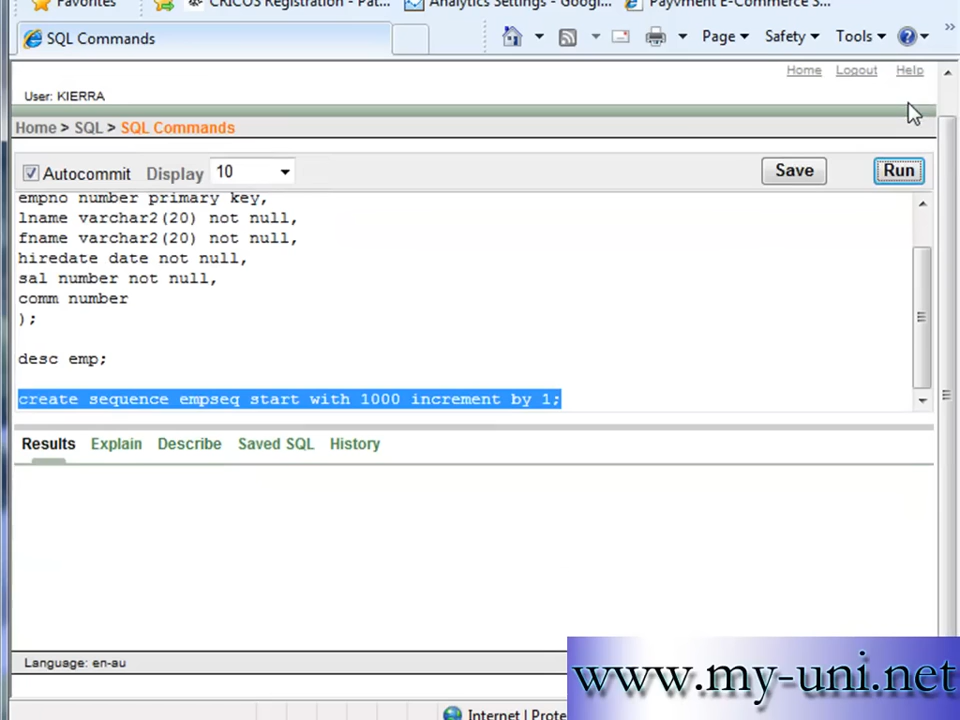 Favorites CRICOS Registration - Pat... Analytics Settings - Googl... Payvment E-Commerce S...
SQL Commands Page Safety Tools »
Home Logout Help
User: KIERRA
Home > SQL > SQL Commands
Autocommit Display 10 Save Run
empno number primary key,
lname varchar2(20) not null,
fname varchar2(20) not null,
hiredate date not null,
sal number not null,
comm number
);
desc emp;
create sequence empseq start with 1000 increment by 1;
Results Explain Describe Saved SQL History
Language: en-au
www.my-uni.net
Internet | Prote